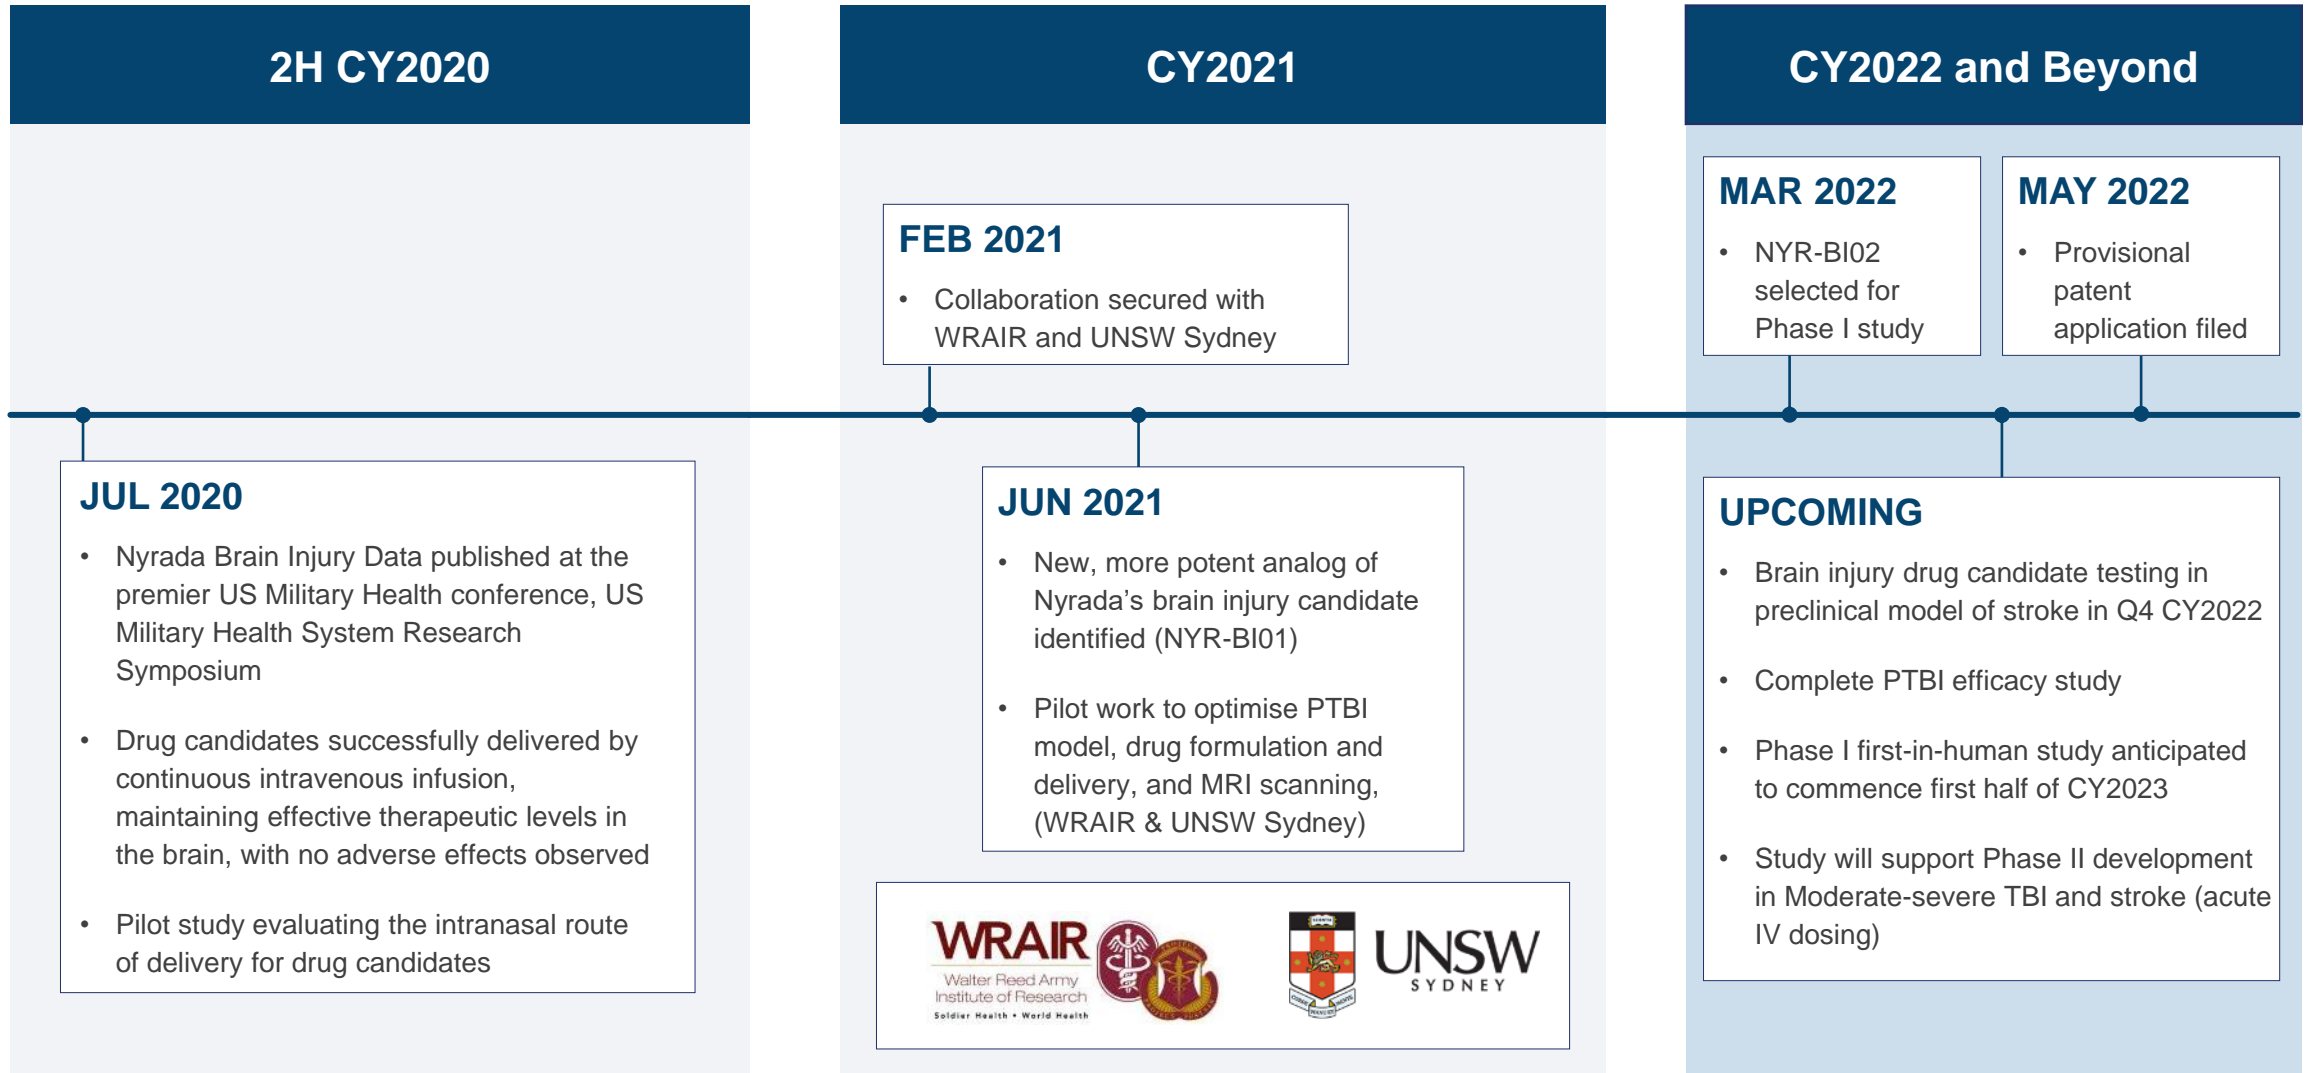 2H CY2020
JUL 2020
• Nyrada Brain Injury Data published at the
premier US Military Health conference, US
Military Health System Research
Symposium
• Drug candidates successfully delivered by
continuous intravenous infusion,
maintaining effective therapeutic levels in
the brain, with no adverse effects observed
• Pilot study evaluating the intranasal route
of delivery for drug candidates
CY2021
FEB 2021
• Collaboration secured with
WRAIR and UNSW Sydney
JUN 2021
• New, more potent analog of
Nyrada’s brain injury candidate
identified (NYR-BI01)
• Pilot work to optimise PTBI
model, drug formulation and
delivery, and MRI scanning,
(WRAIR & UNSW Sydney)
WRAIR
Walter Reed Army
Institute of Research
Soldier Health • World Health
UNSW
SYDNEY
CY2022 and Beyond
MAR 2022
• NYR-BI02
selected for
Phase I study
MAY 2022
• Provisional
patent
application filed
UPCOMING
• Brain injury drug candidate testing in
preclinical model of stroke in Q4 CY2022
• Complete PTBI efficacy study
• Phase I first-in-human study anticipated
to commence first half of CY2023
• Study will support Phase II development
in Moderate-severe TBI and stroke (acute
IV dosing)